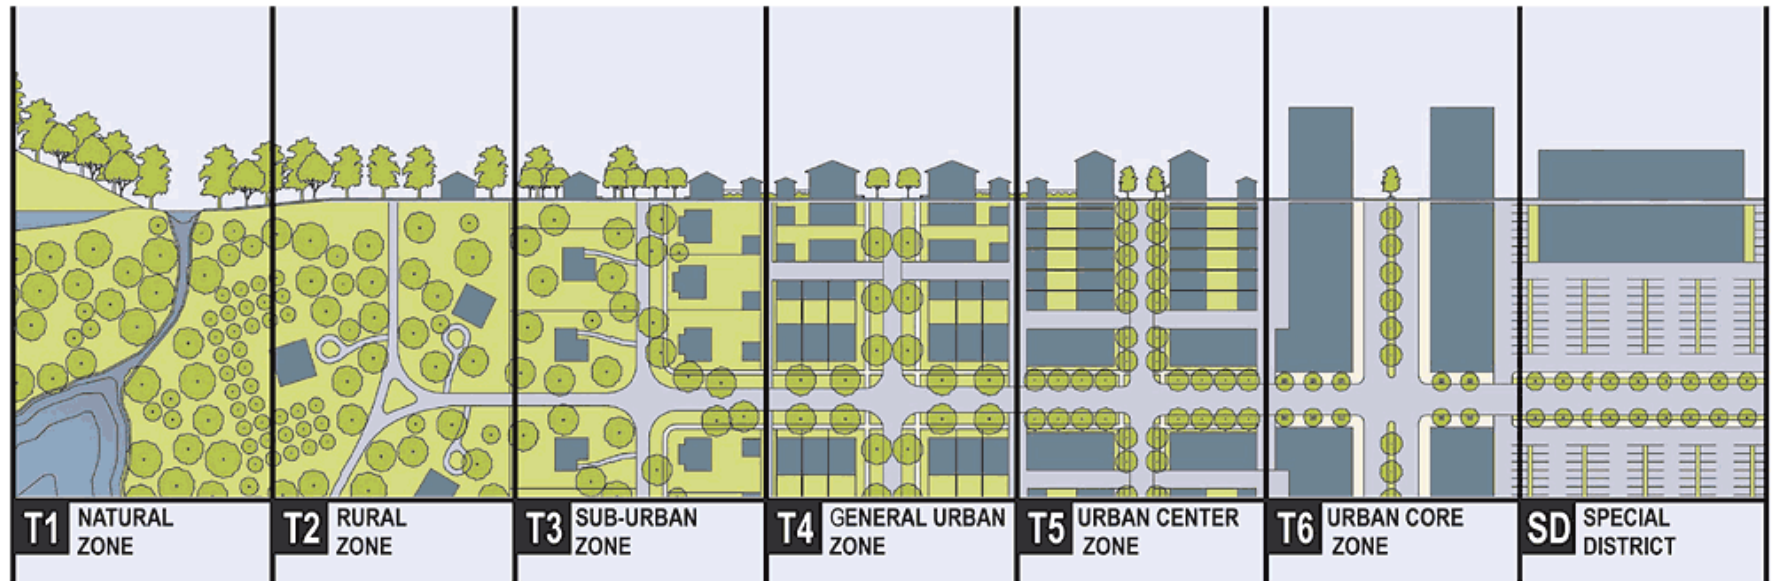 T1 NATURAL
ZONE
T2 RURAL
ZONE
T3 SUB-URBAN
ZONE
T4 GENERAL URBAN
ZONE
T5 URBAN CENTER
ZONE
T6 URBAN CORE
ZONE
SD SPECIAL
DISTRICT